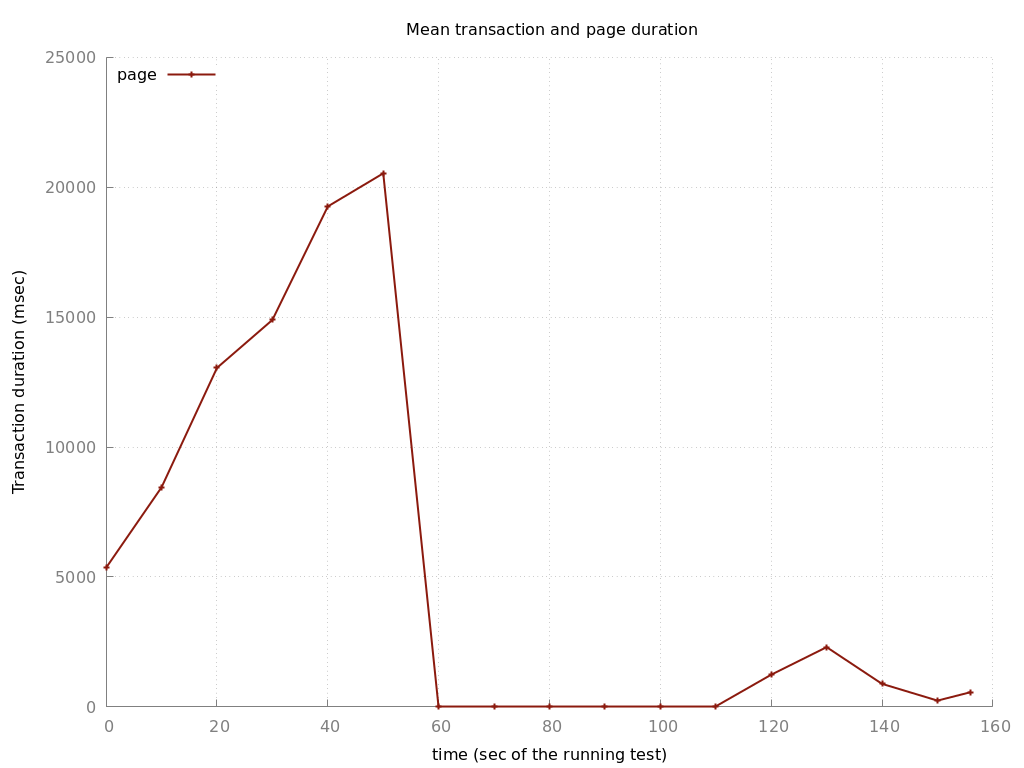 Mean transaction and page duration
page
Transaction duration (msec)
25000
20000
15000
10000
5000
0
0 20 40 60 80 100 120 140 160
time (sec of the running test)